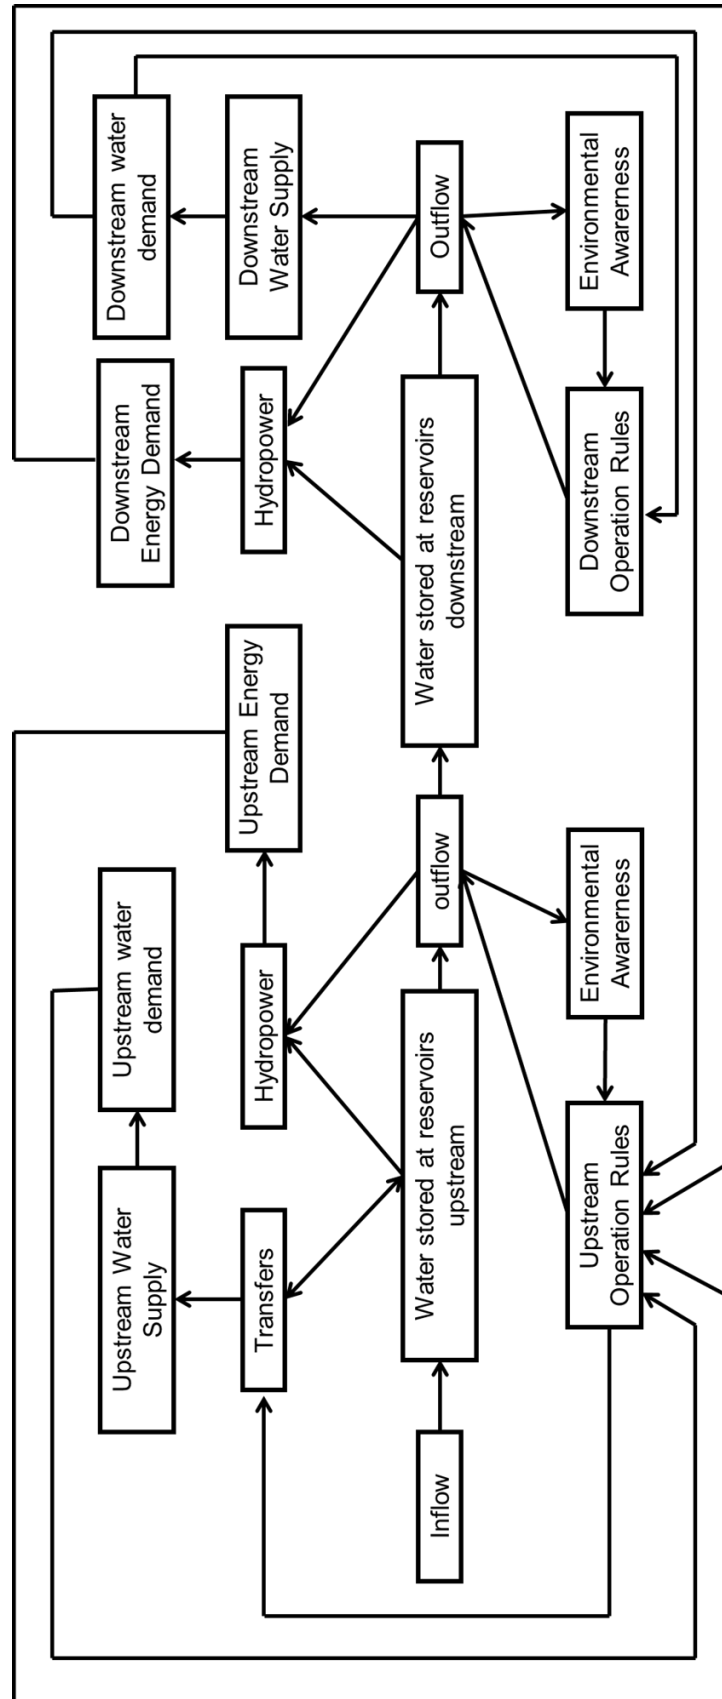 Upstream Water
Supply
Upstream water
demand
Downstream
Energy Demand
Downstream water
demand
Transfers
Hydropower
Upstream Energy
Demand
Hydropower
Downstream
Water Supply
Inflow
Water stored at reservoirs
upstream
outflow
Water stored at reservoirs
downstream
Outflow
Upstream
Operation Rules
Environmental
Awarerness
Downstream
Operation Rules
Environmental
Awarerness